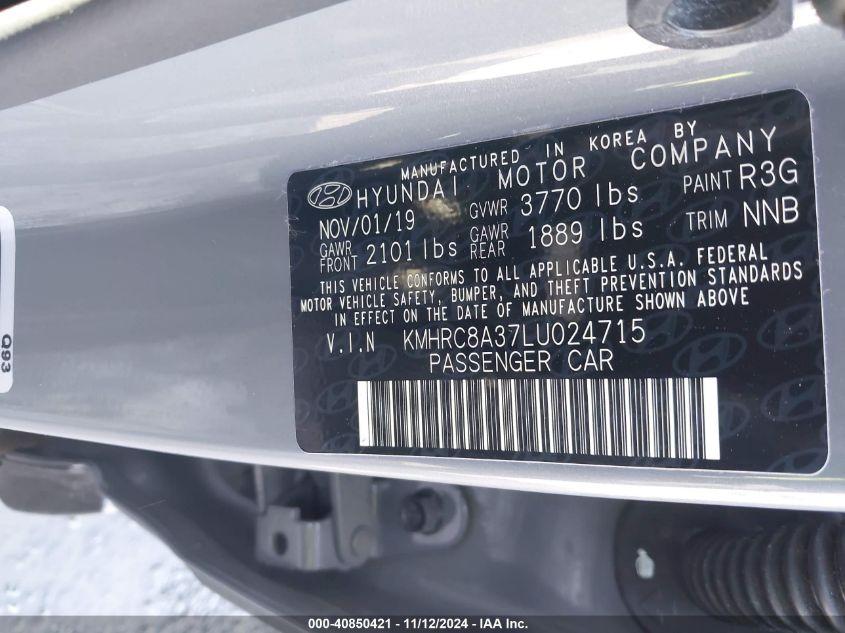 MANUFACTURED IN KOREA BY
HYUNDAI MOTOR COMPANY
NOV/01/19 GVWR 3770 lbs PAINT R3G
GAWR FRONT 2101 lbs GAWR REAR 1889 lbs TRIM NNB
THIS VEHICLE CONFORMS TO ALL APPLICABLE U.S.A. FEDERAL
MOTOR VEHICLE SAFETY, BUMPER, AND THEFT PREVENTION STANDARDS
IN EFFECT ON THE DATE OF MANUFACTURE SHOWN ABOVE
V.I.N KMHRC8A37LU024715
PASSENGER CAR
Q93
000-40850421 - 11/12/2024 - IAA Inc.